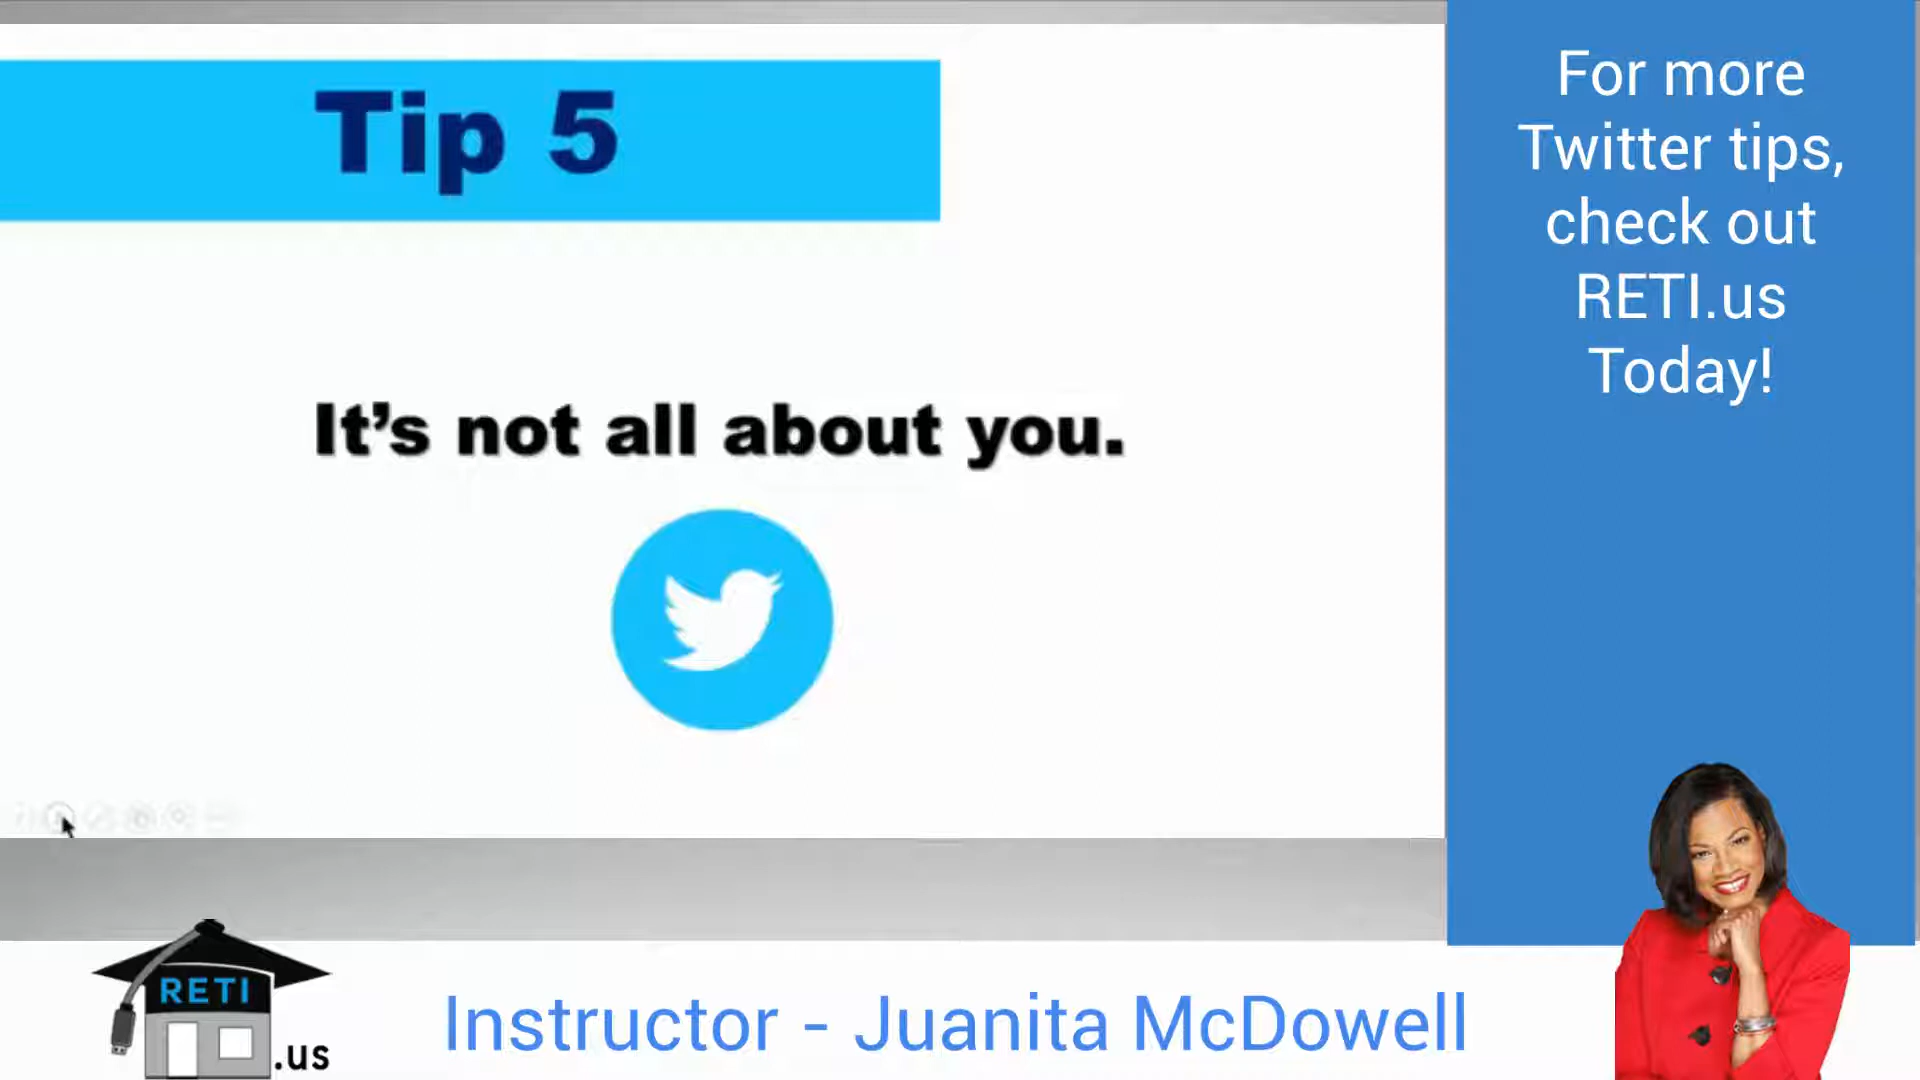 Tip 5
It's not all about you.
For more
Twitter tips,
check out
RETI.us
Today!
RETI
.us
Instructor - Juanita McDowell